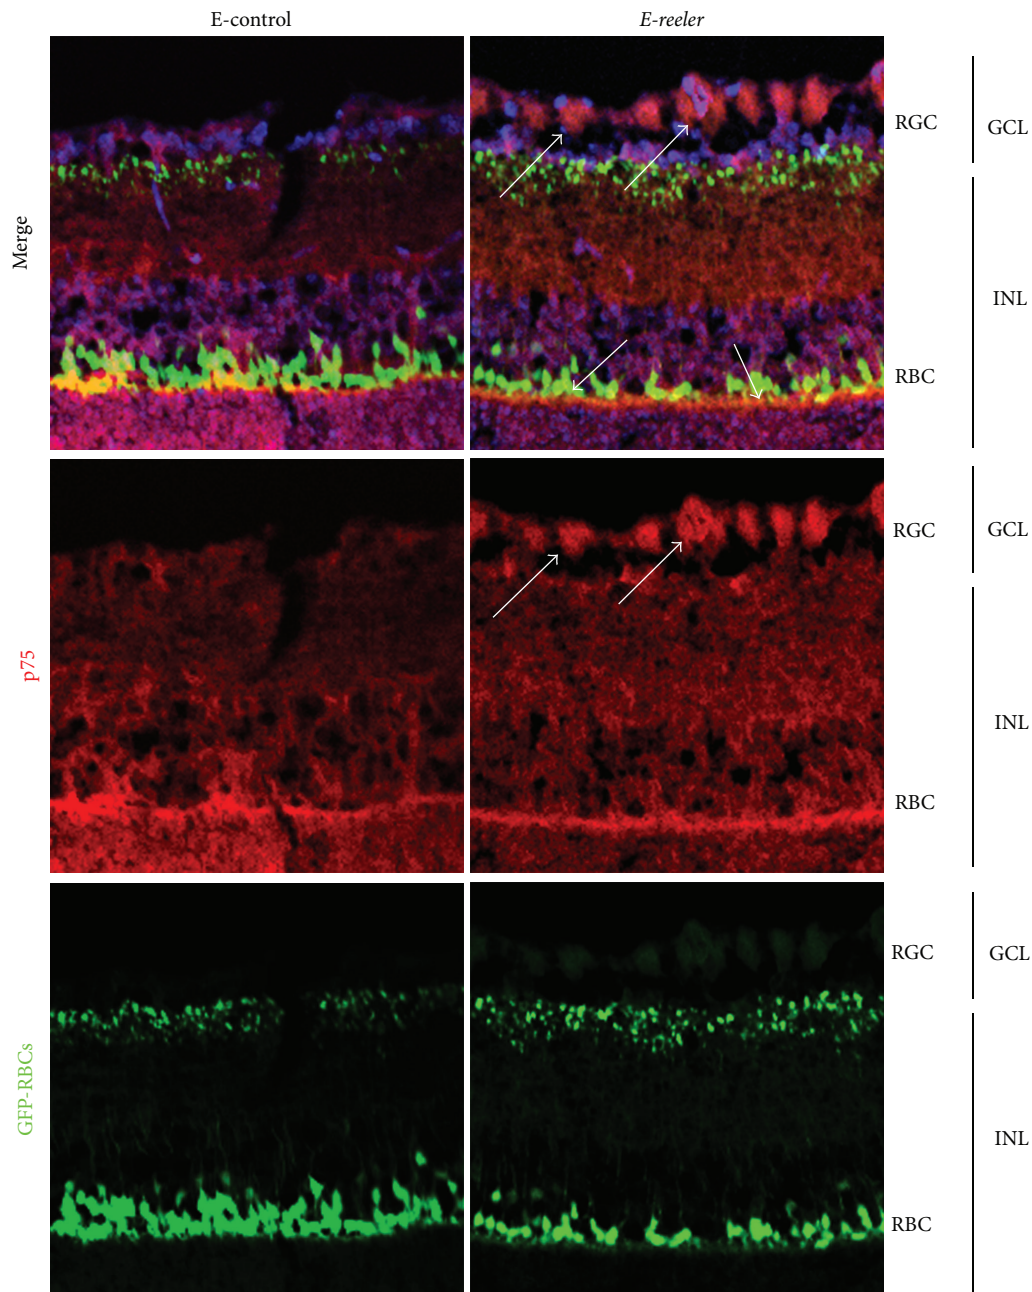 E-control
E-reeler
Merge
RGC
GCL
INL
RBC
p75
RGC
GCL
INL
RBC
GFP-RBCs
RGC
GCL
INL
RBC